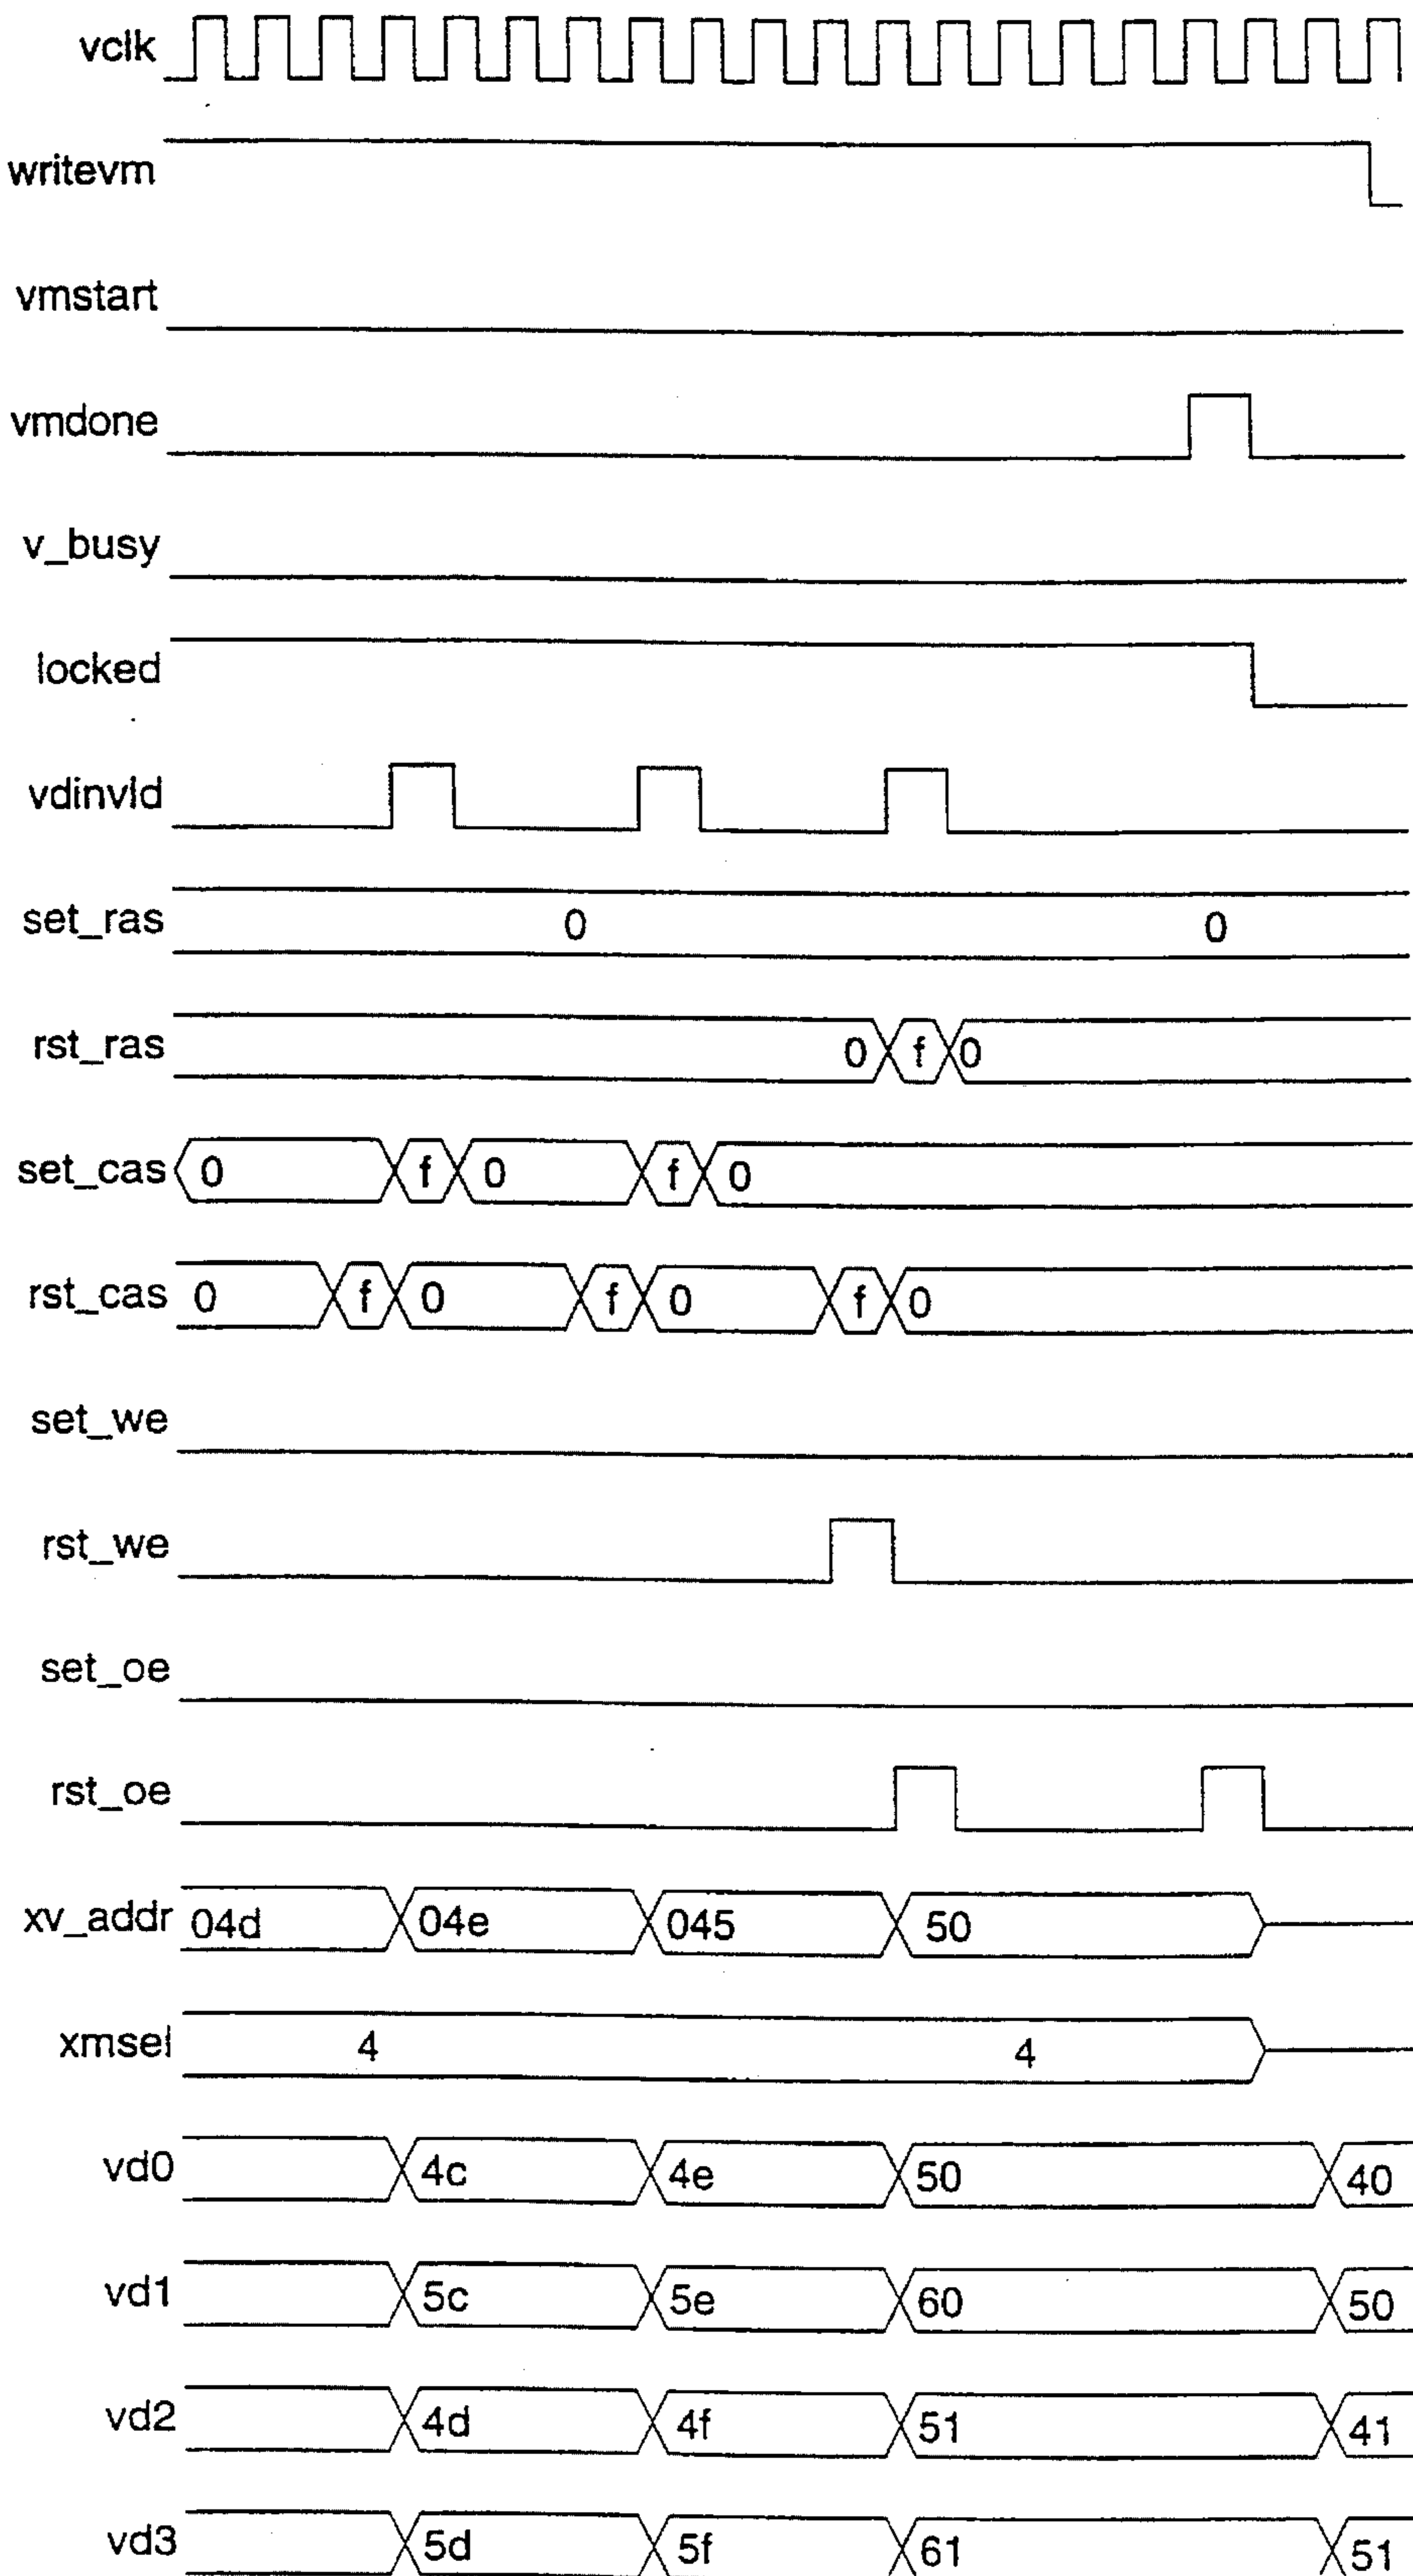 vclk
writevm
vmstart
vmdone
v_busy
locked
vdinvld
set_ras 0 0
rst_ras 0 f 0
set_cas 0 f 0 f 0
rst_cas 0 f 0 f 0 f 0
set_we
rst_we
set_oe
rst_oe
xv_addr 04d 04e 045 50
xmsel 4 4
vd0 4c 4e 50 40
vd1 5c 5e 60 50
vd2 4d 4f 51 41
vd3 5d 5f 61 51